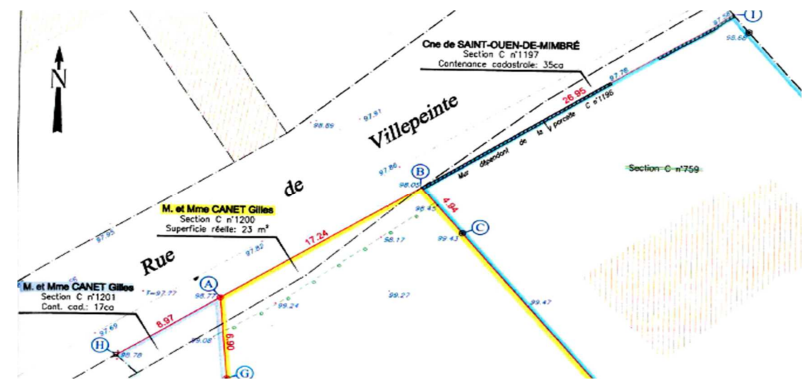 97.58
I
98.68
Cne de SAINT-OUEN-DE-MIMBRÉ
Section C n°1197
Contenance cadastrale: 35ca
N
26.95
97.76
97.91
98.89
Villepeinte
Mur dépendant de la parcelle C n°1196
97.86
B
98.05
Section C n°759
de
4.94
98.45
M. et Mme CANET Gilles
Section C n°1200
Superficie réelle: 23 m²
C
99.43
17.24
98.17
97.95
97.82
Rue
A
98.77
T=97.77
99.27
99.47
M. et Mme CANET Gilles
Section C n°1201
Cont. cad.: 17ca
99.24
8.97
97.69
99.08
6.90
H
98.78
G